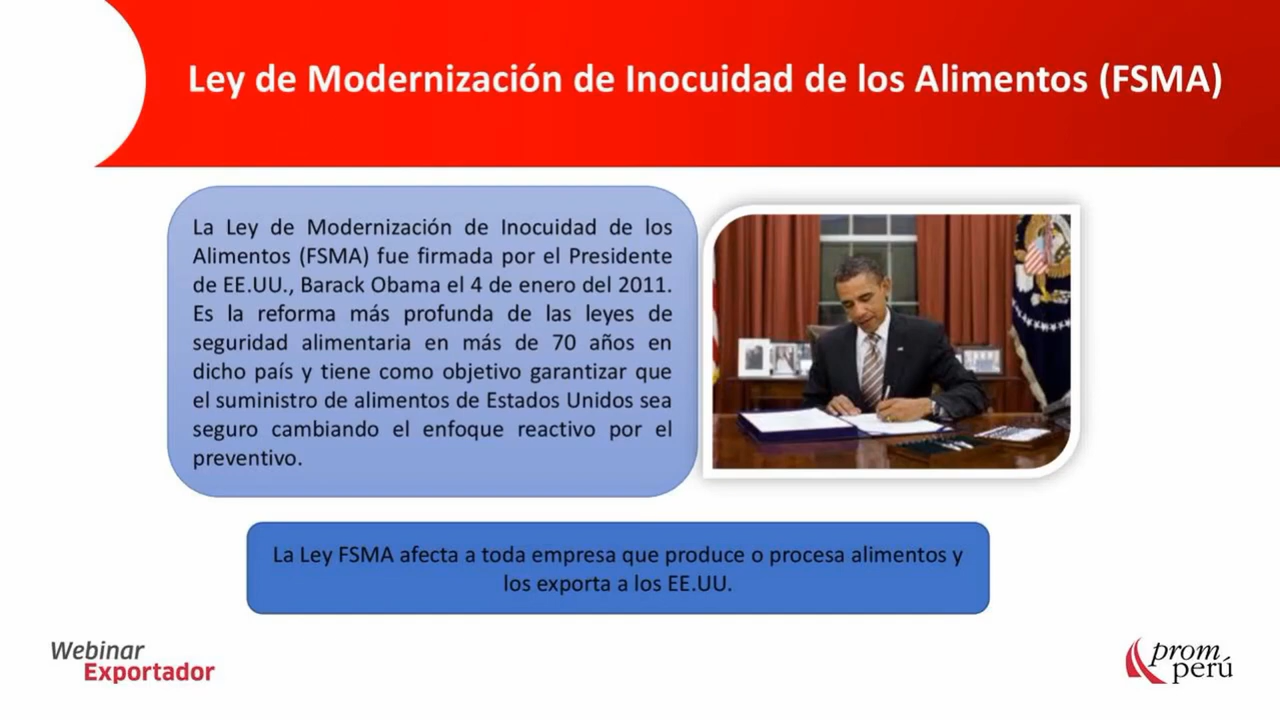 Ley de Modernización de Inocuidad de los Alimentos (FSMA)
La Ley de Modernización de Inocuidad de los
Alimentos (FSMA) fue firmada por el Presidente
de EE.UU., Barack Obama el 4 de enero del 2011.
Es la reforma más profunda de las leyes de
seguridad alimentaria en más de 70 años en
dicho país y tiene como objetivo garantizar que
el suministro de alimentos de Estados Unidos sea
seguro cambiando el enfoque reactivo por el
preventivo.
La Ley FSMA afecta a toda empresa que produce o procesa alimentos y
los exporta a los EE.UU.
Webinar
Exportador
prom
perú